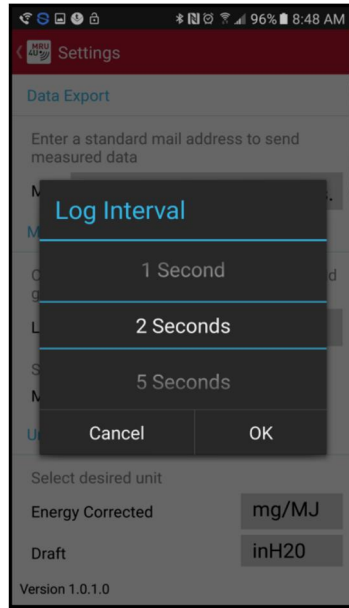 96% 8:48 AM
MRU
4U
Settings
Data Export
Enter a standard mail address to send
measured data
Log Interval
1 Second
2 Seconds
5 Seconds
Cancel
OK
Select desired unit
Energy Corrected
mg/MJ
Draft
inH20
Version 1.0.1.0